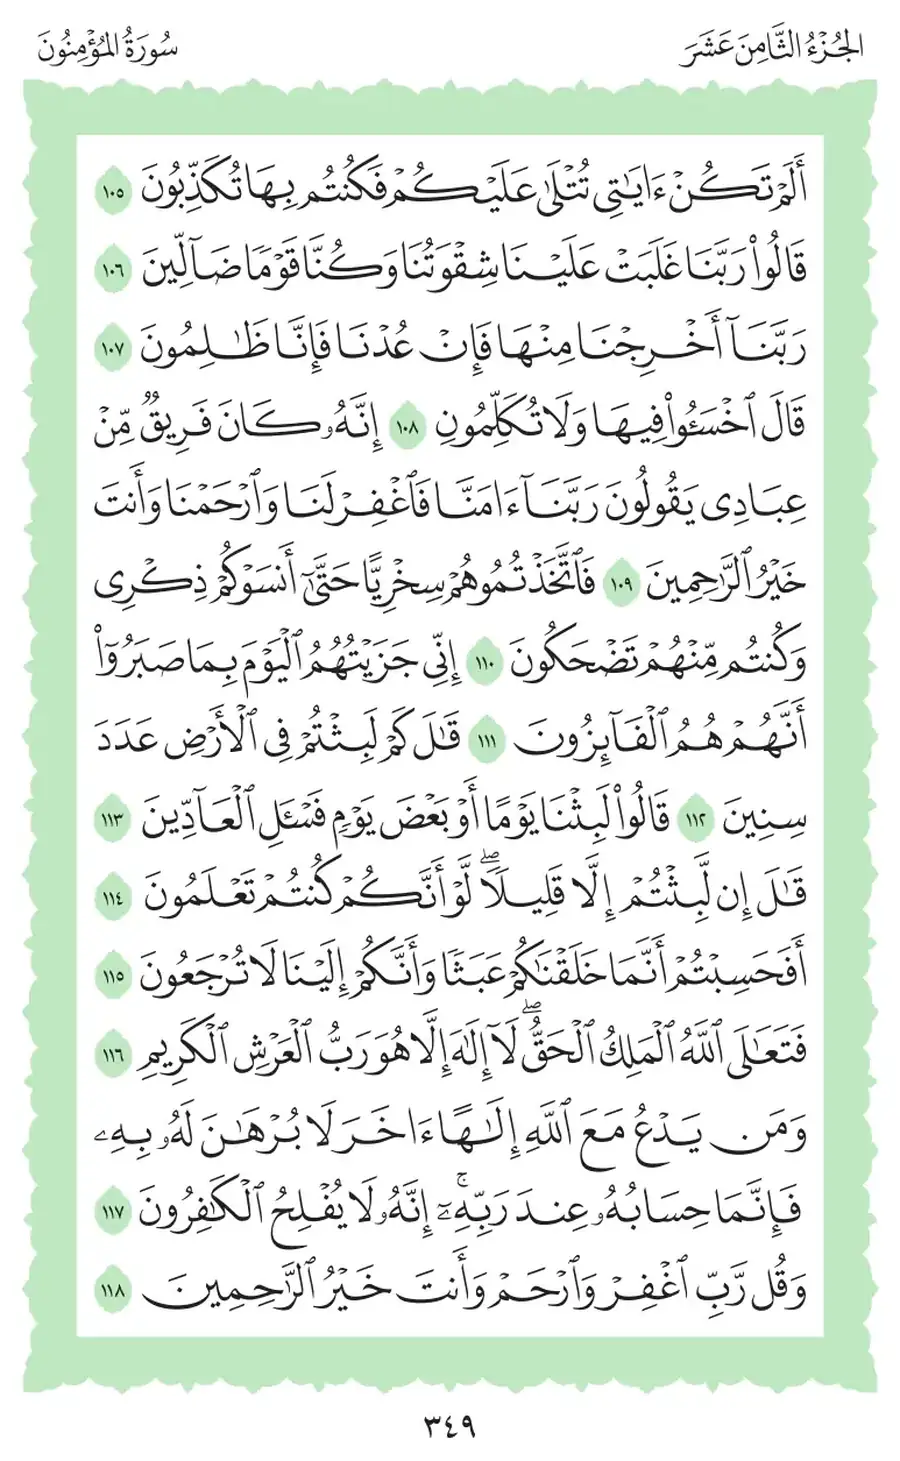 الجُزْءُ الثَّامِنَ عَشَرَ
سُورَةُ المُؤْمِنُونَ
أَلَمْ تَكُنْ ءَايَٰتِى تُتْلَىٰ عَلَيْكُمْ فَكُنتُم بِهَا تُكَذِّبُونَ ١٠٥
قَالُوا۟ رَبَّنَا غَلَبَتْ عَلَيْنَا شِقْوَتُنَا وَكُنَّا قَوْمًا ضَآلِّينَ ١٠٦
رَبَّنَآ أَخْرِجْنَا مِنْهَا فَإِنْ عُدْنَا فَإِنَّا ظَٰلِمُونَ ١٠٧
قَالَ ٱخْسَـُٔوا۟ فِيهَا وَلَا تُكَلِّمُونِ ١٠٨ إِنَّهُۥ كَانَ فَرِيقٌ مِّنْ
عِبَادِى يَقُولُونَ رَبَّنَآ ءَامَنَّا فَٱغْفِرْ لَنَا وَٱرْحَمْنَا وَأَنتَ
خَيْرُ ٱلرَّٰحِمِينَ ١٠٩ فَٱتَّخَذْتُمُوهُمْ سِخْرِيًّا حَتَّىٰٓ أَنسَوْكُمْ ذِكْرِى
وَكُنتُم مِّنْهُمْ تَضْحَكُونَ ١١٠ إِنِّى جَزَيْتُهُمُ ٱلْيَوْمَ بِمَا صَبَرُوٓا۟
أَنَّهُمْ هُمُ ٱلْفَآئِزُونَ ١١١ قَٰلَ كَمْ لَبِثْتُمْ فِى ٱلْأَرْضِ عَدَدَ
سِنِينَ ١١٢ قَالُوا۟ لَبِثْنَا يَوْمًا أَوْ بَعْضَ يَوْمٍ فَسْـَٔلِ ٱلْعَآدِّينَ ١١٣
قَٰلَ إِن لَّبِثْتُمْ إِلَّا قَلِيلًا ۖ لَّوْ أَنَّكُمْ كُنتُمْ تَعْلَمُونَ ١١٤
أَفَحَسِبْتُمْ أَنَّمَا خَلَقْنَٰكُمْ عَبَثًا وَأَنَّكُمْ إِلَيْنَا لَا تُرْجَعُونَ ١١٥
فَتَعَٰلَى ٱللَّهُ ٱلْمَلِكُ ٱلْحَقُّ ۖ لَآ إِلَٰهَ إِلَّا هُوَ رَبُّ ٱلْعَرْشِ ٱلْكَرِيمِ ١١٦
وَمَن يَدْعُ مَعَ ٱللَّهِ إِلَٰهًا ءَاخَرَ لَا بُرْهَٰنَ لَهُۥ بِهِۦ
فَإِنَّمَا حِسَابُهُۥ عِندَ رَبِّهِۦٓ ۚ إِنَّهُۥ لَا يُفْلِحُ ٱلْكَٰفِرُونَ ١١٧
وَقُل رَّبِّ ٱغْفِرْ وَٱرْحَمْ وَأَنتَ خَيْرُ ٱلرَّٰحِمِينَ ١١٨
٣٤٩